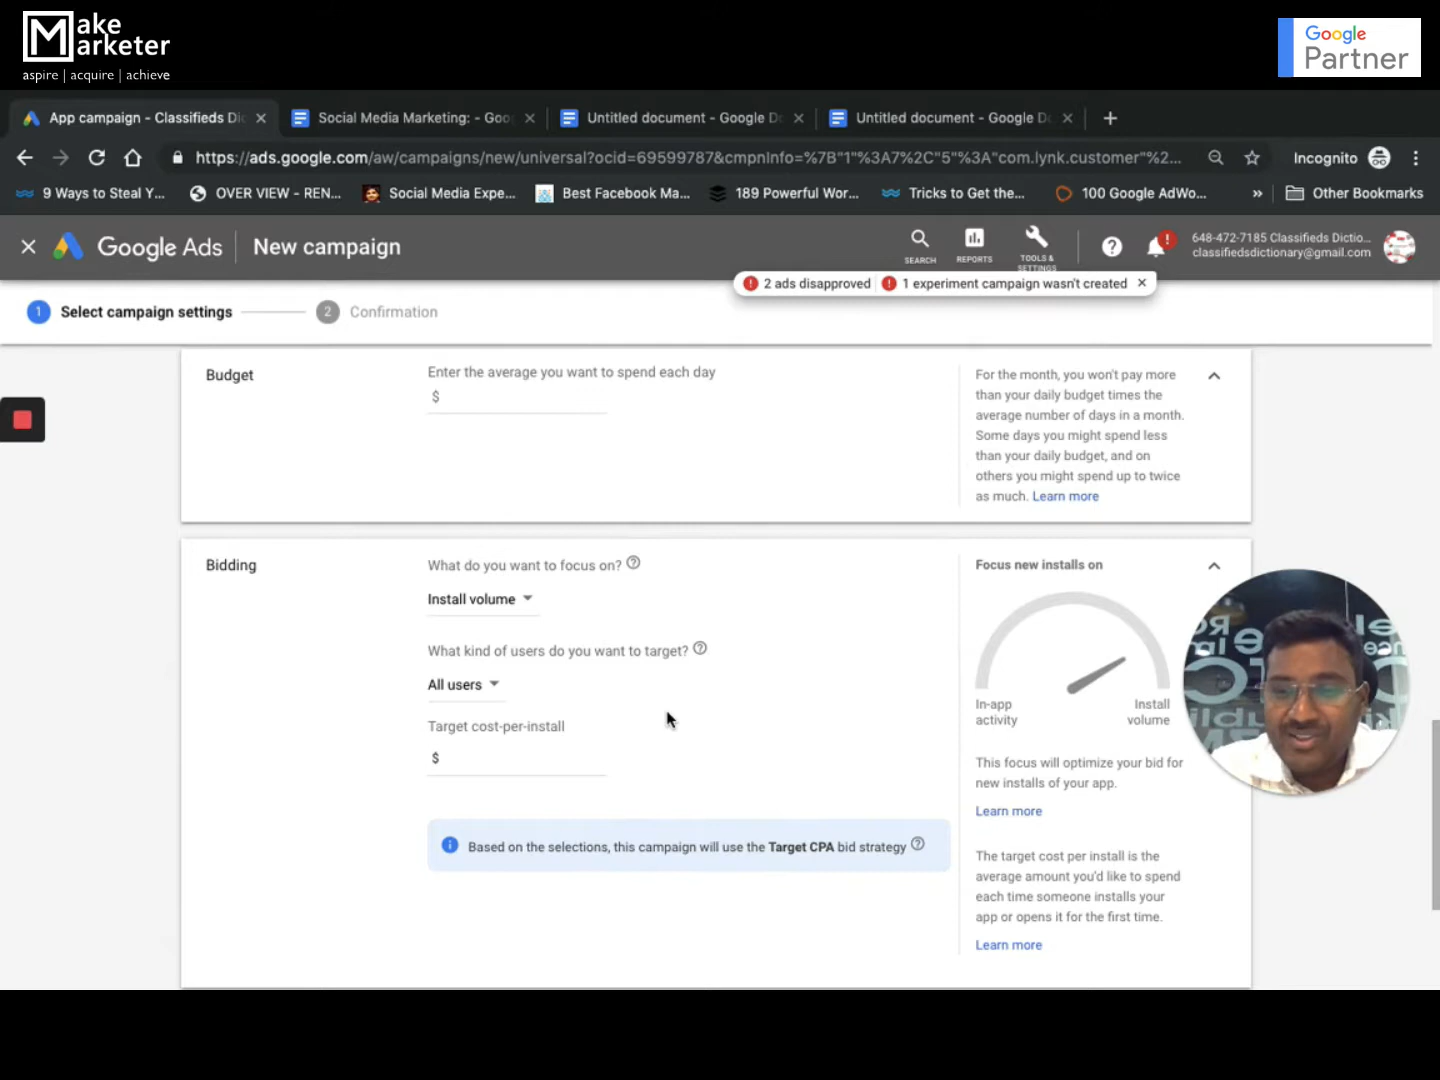 Make
Marketer
aspire | acquire | achieve
Google
Partner
App campaign - Classifieds Di
Social Media Marketing: - Goo
Untitled document - Google D
Untitled document - Google D
https://ads.google.com/aw/campaigns/new/universal?ocid=69599787&cmpnInfo=%7B"1"%3A7%2C"5"%3A"com.lynk.customer"%2...
Incognito
9 Ways to Steal Y...
OVER VIEW - REN...
Social Media Expe...
Best Facebook Ma...
189 Powerful Wor...
Tricks to Get the...
100 Google AdWo...
»
Other Bookmarks
Google Ads
New campaign
SEARCH
REPORTS
TOOLS &
SETTINGS
648-472-7185 Classifieds Dictio...
classifiedsdictionary@gmail.com
2 ads disapproved
1 experiment campaign wasn't created
1 Select campaign settings
2 Confirmation
Budget
Enter the average you want to spend each day
$
For the month, you won't pay more
than your daily budget times the
average number of days in a month.
Some days you might spend less
than your daily budget, and on
others you might spend up to twice
as much. Learn more
Bidding
What do you want to focus on?
Install volume
What kind of users do you want to target?
All users
Target cost-per-install
$
Based on the selections, this campaign will use the Target CPA bid strategy
Focus new installs on
In-app
activity
Install
volume
This focus will optimize your bid for
new installs of your app.
Learn more
The target cost per install is the
average amount you'd like to spend
each time someone installs your
app or opens it for the first time.
Learn more